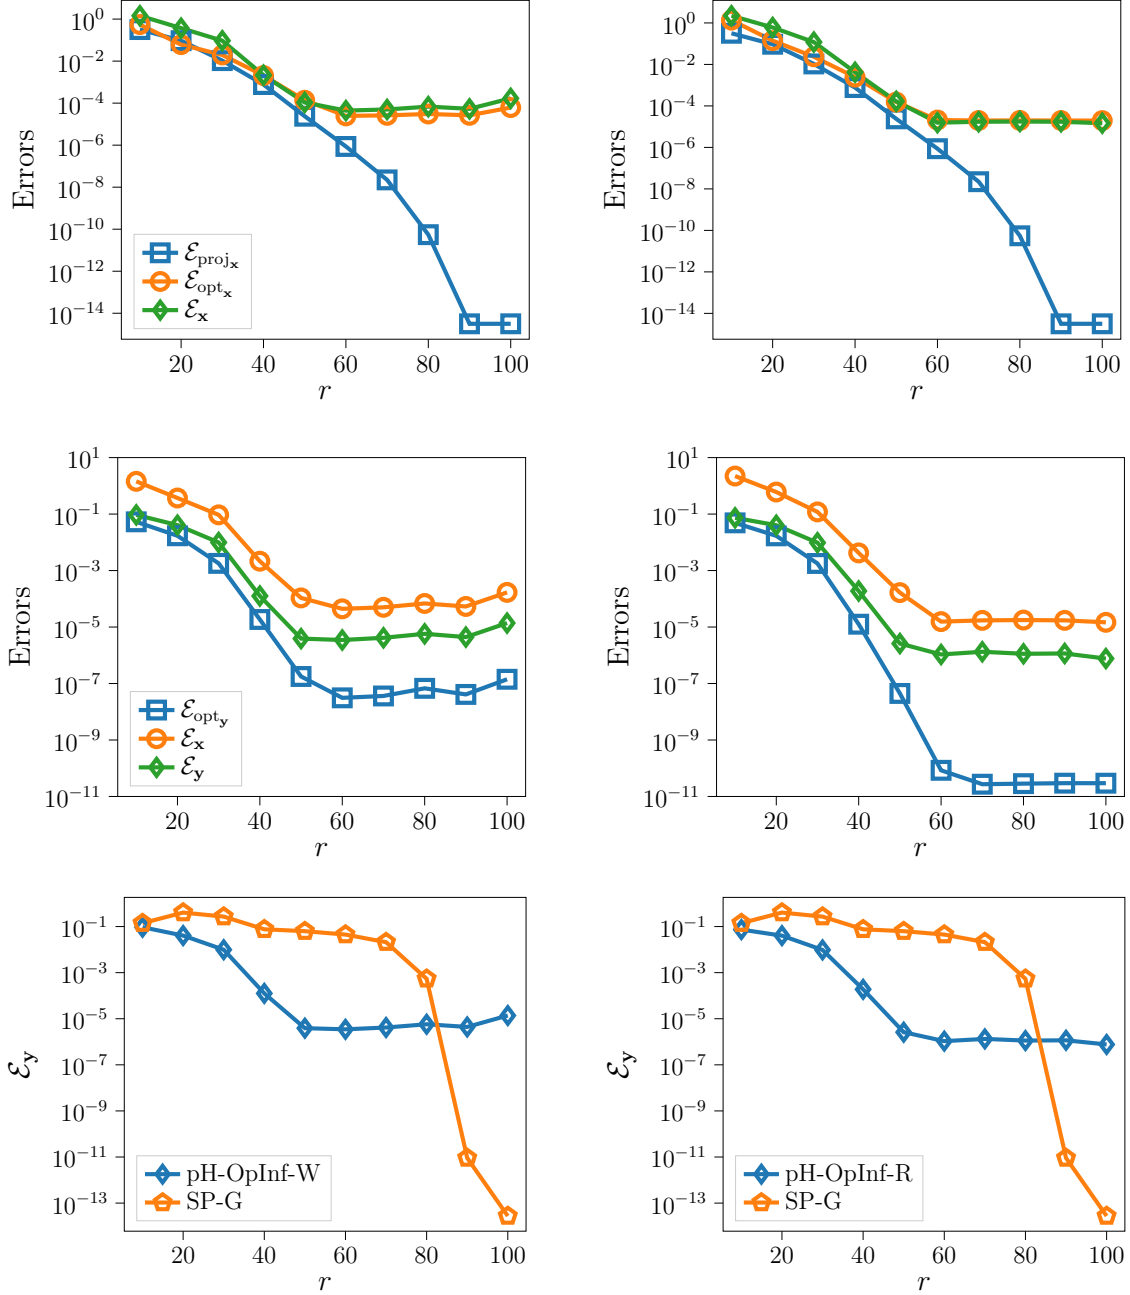 10^0
10^{-2}
10^{-4}
10^{-6}
10^{-8}
10^{-10}
10^{-12}
10^{-14}
Errors
ℰ_{proj_𝐱}
ℰ_{opt_𝐱}
ℰ_𝐱
20 40 60 80 100
r
10^0
10^{-2}
10^{-4}
10^{-6}
10^{-8}
10^{-10}
10^{-12}
10^{-14}
Errors
20 40 60 80 100
r
10^1
10^{-1}
10^{-3}
10^{-5}
10^{-7}
10^{-9}
10^{-11}
Errors
ℰ_{opt_𝐲}
ℰ_𝐱
ℰ_𝐲
20 40 60 80 100
r
10^1
10^{-1}
10^{-3}
10^{-5}
10^{-7}
10^{-9}
10^{-11}
Errors
20 40 60 80 100
r
10^{-1}
10^{-3}
10^{-5}
10^{-7}
10^{-9}
10^{-11}
10^{-13}
ℰ_𝐲
pH-OpInf-W
SP-G
20 40 60 80 100
r
10^{-1}
10^{-3}
10^{-5}
10^{-7}
10^{-9}
10^{-11}
10^{-13}
ℰ_𝐲
pH-OpInf-R
SP-G
20 40 60 80 100
r